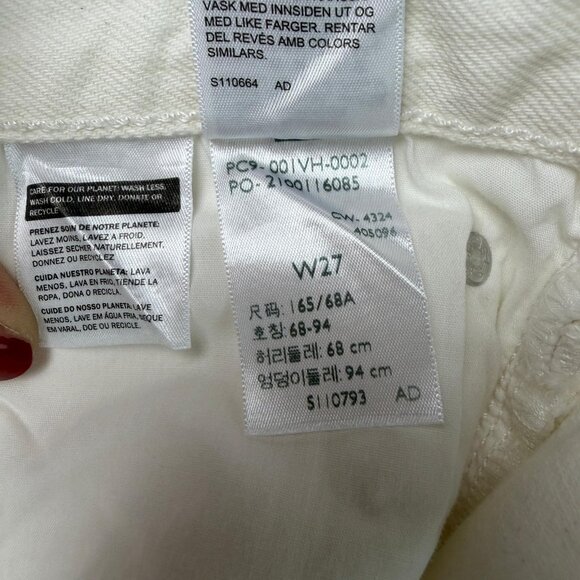 VASK MED INNSIDEN UT OG
MED LIKE FARGER. RENTAR
DEL REVÉS AMB COLORS
SIMILARS.
S110664 AD
CARE FOR OUR PLANET: WASH LESS,
WASH COLD, LINE DRY, DONATE OR
RECYCLE
PRENEZ SOIN DE NOTRE PLANETE:
LAVEZ MOINS, LAVEZ A FROID,
LAISSEZ SECHER NATURELLEMENT,
DONNEZ OU RECYCLEZ
CUIDA NUESTRO PLANETA: LAVA
MENOS, LAVA EN FRIO, TIENDE LA
ROPA, DONA O RECICLA.
CUIDE DO NOSSO PLANETA: LAVE
MENOS, LAVE EM ÁGUA FRIA, SEQUE
EM VARAL, DOE OU RECICLE.
PC9-001VH-0002
PO-2100116085
CW-4324
405096
W27
尺码: 165/68A
호칭: 68-94
허리둘레: 68 cm
엉덩이둘레: 94 cm
S110793 AD